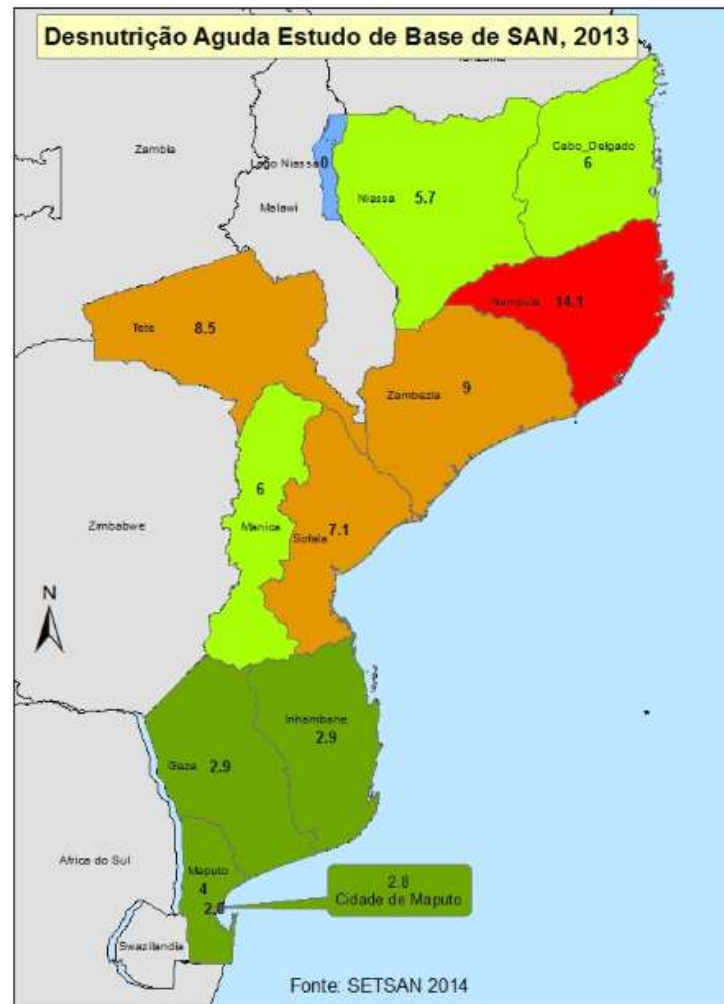 Desnutrição Aguda Estudo de Base de SAN, 2013
Zambia
Lago Niassa 0
Malawi
Niassa 5.7
Cabo_Delgado
6
Nampula 14.1
Tete 8.5
Zambezia 9
6
Manica
Sofala 7.1
Zimbabwe
N
Inhambane
2.9
Gaza 2.9
Africa do Sul
Maputo
4
2.8
2.8
Cidade de Maputo
Swazilandia
Fonte: SETSAN 2014